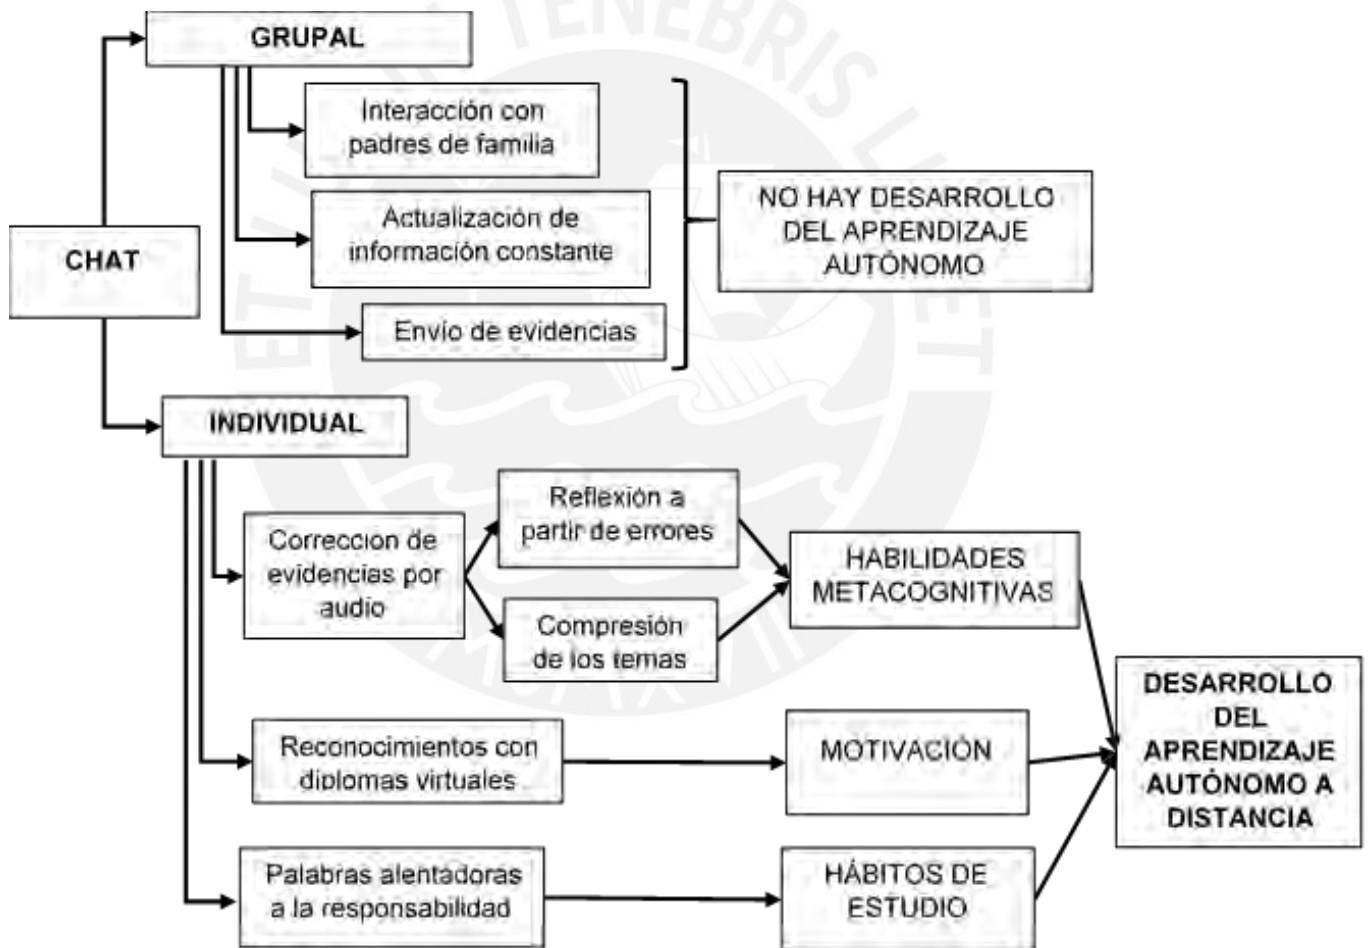 GRUPAL
Interacción con
padres de familia
Actualización de
información constante
Envío de evidencias
NO HAY DESARROLLO
DEL APRENDIZAJE
AUTÓNOMO
CHAT
INDIVIDUAL
Corrección de
evidencias por
audio
Reflexión a
partir de errores
Compresión
de los temas
HABILIDADES
METACOGNITIVAS
Reconocimientos con
diplomas virtuales
MOTIVACIÓN
Palabras alentadoras
a la responsabilidad
HÁBITOS DE
ESTUDIO
DESARROLLO
DEL
APRENDIZAJE
AUTÓNOMO A
DISTANCIA